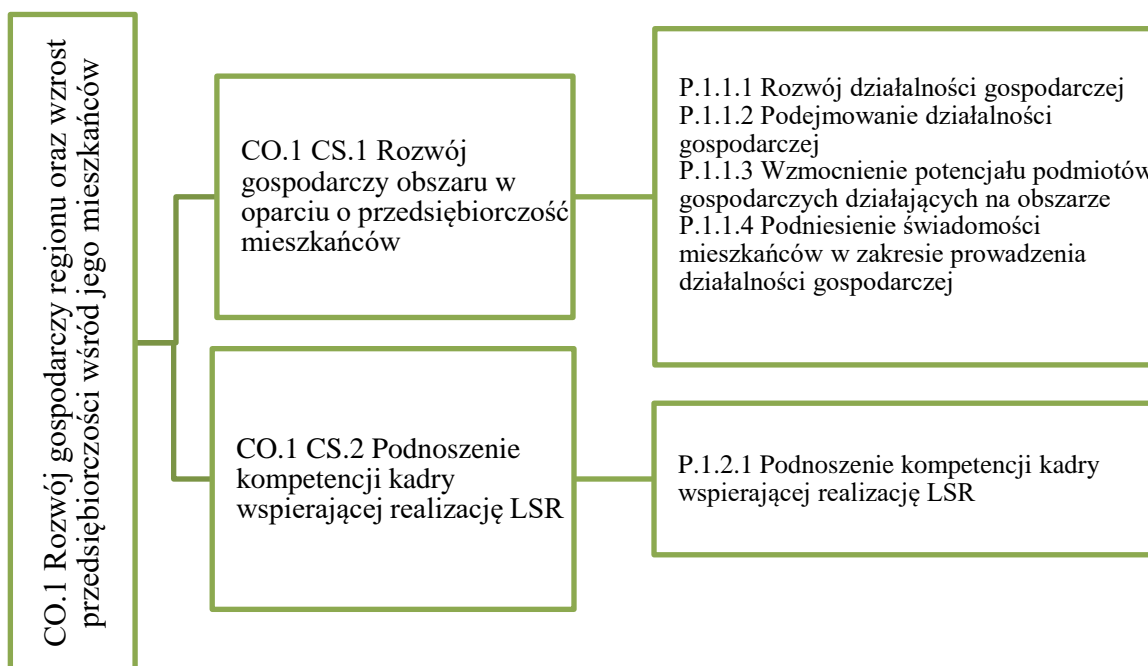 CO.1 Rozwój gospodarczy regionu oraz wzrost
przedsiębiorczości wśród jego mieszkańców
CO.1 CS.1 Rozwój
gospodarczy obszaru w
oparciu o przedsiębiorczość
mieszkańców
P.1.1.1 Rozwój działalności gospodarczej
P.1.1.2 Podejmowanie działalności
gospodarczej
P.1.1.3 Wzmocnienie potencjału podmiotów
gospodarczych działających na obszarze
P.1.1.4 Podniesienie świadomości
mieszkańców w zakresie prowadzenia
działalności gospodarczej
CO.1 CS.2 Podnoszenie
kompetencji kadry
wspierającej realizację LSR
P.1.2.1 Podnoszenie kompetencji kadry
wspierającej realizację LSR